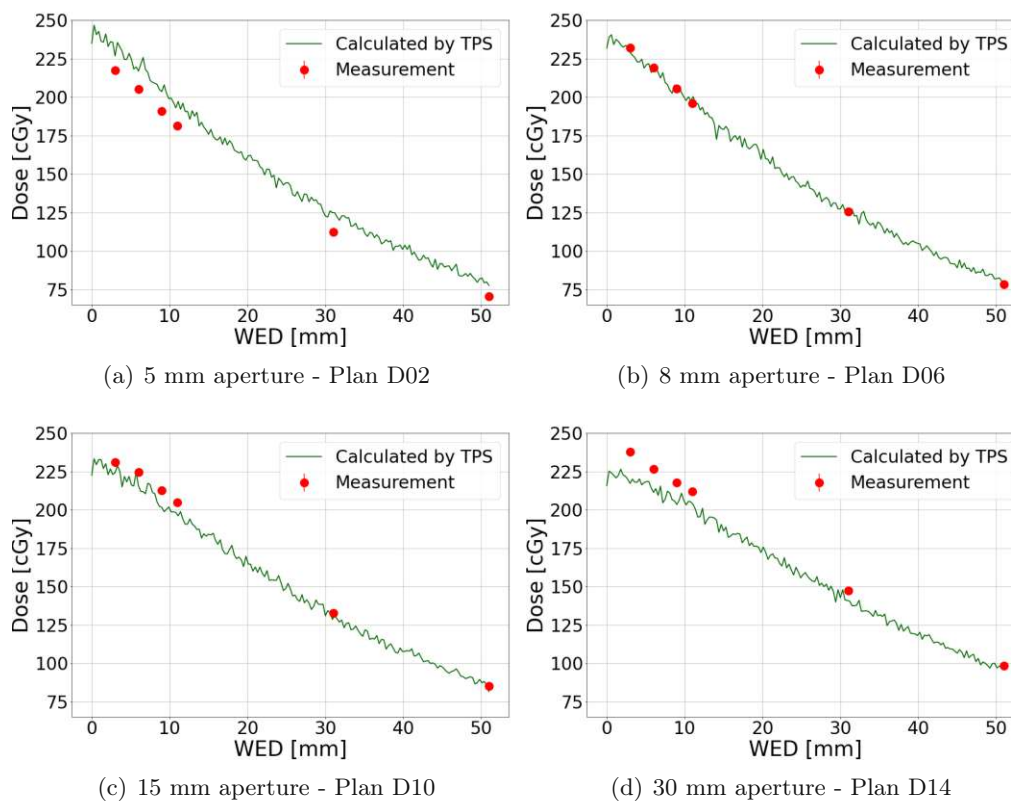 250
225
200
175
150
125
100
75
Dose [cGy]
Calculated by TPS
Measurement
0 10 20 30 40 50
WED [mm]
(a) 5 mm aperture - Plan D02
250
225
200
175
150
125
100
75
Dose [cGy]
Calculated by TPS
Measurement
0 10 20 30 40 50
WED [mm]
(b) 8 mm aperture - Plan D06
250
225
200
175
150
125
100
75
Dose [cGy]
Calculated by TPS
Measurement
0 10 20 30 40 50
WED [mm]
(c) 15 mm aperture - Plan D10
250
225
200
175
150
125
100
75
Dose [cGy]
Calculated by TPS
Measurement
0 10 20 30 40 50
WED [mm]
(d) 30 mm aperture - Plan D14